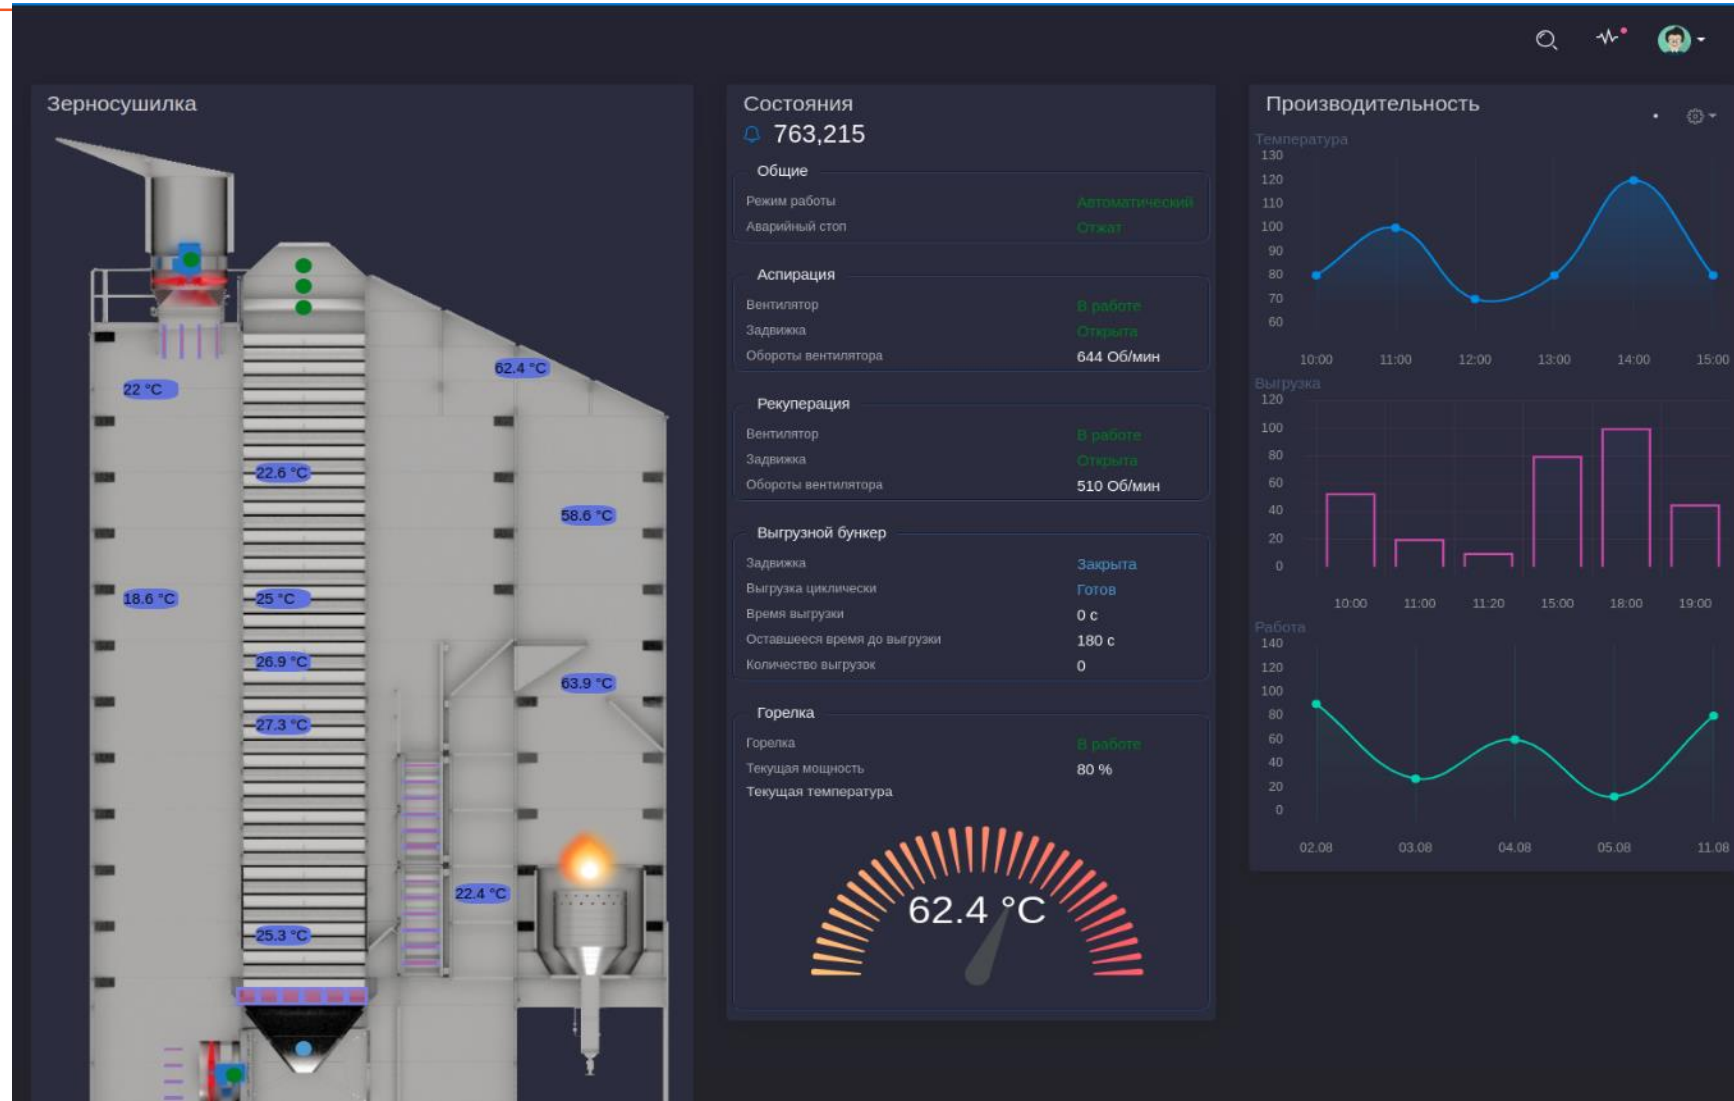 Зерносушилка
62.4 °C
22 °C
22.6 °C
58.6 °C
18.6 °C
25 °C
26.9 °C
63.9 °C
27.3 °C
22.4 °C
25.3 °C
Состояния
763,215
Общие
Режим работы Автоматический
Аварийный стоп Отжат
Аспирация
Вентилятор В работе
Задвижка Открыта
Обороты вентилятора 644 Об/мин
Рекуперация
Вентилятор В работе
Задвижка Открыта
Обороты вентилятора 510 Об/мин
Выгрузной бункер
Задвижка Закрыта
Выгрузка циклически Готов
Время выгрузки 0 с
Оставшееся время до выгрузки 180 с
Количество выгрузок 0
Горелка
Горелка В работе
Текущая мощность 80 %
Текущая температура
62.4 °C
Производительность
Температура
130
120
110
100
90
80
70
60
10:00 11:00 12:00 13:00 14:00 15:00
Выгрузка
120
100
80
60
40
20
0
10:00 11:00 11:20 15:00 18:00 19:00
Работа
140
120
100
80
60
40
20
0
02.08 03.08 04.08 05.08 11.08